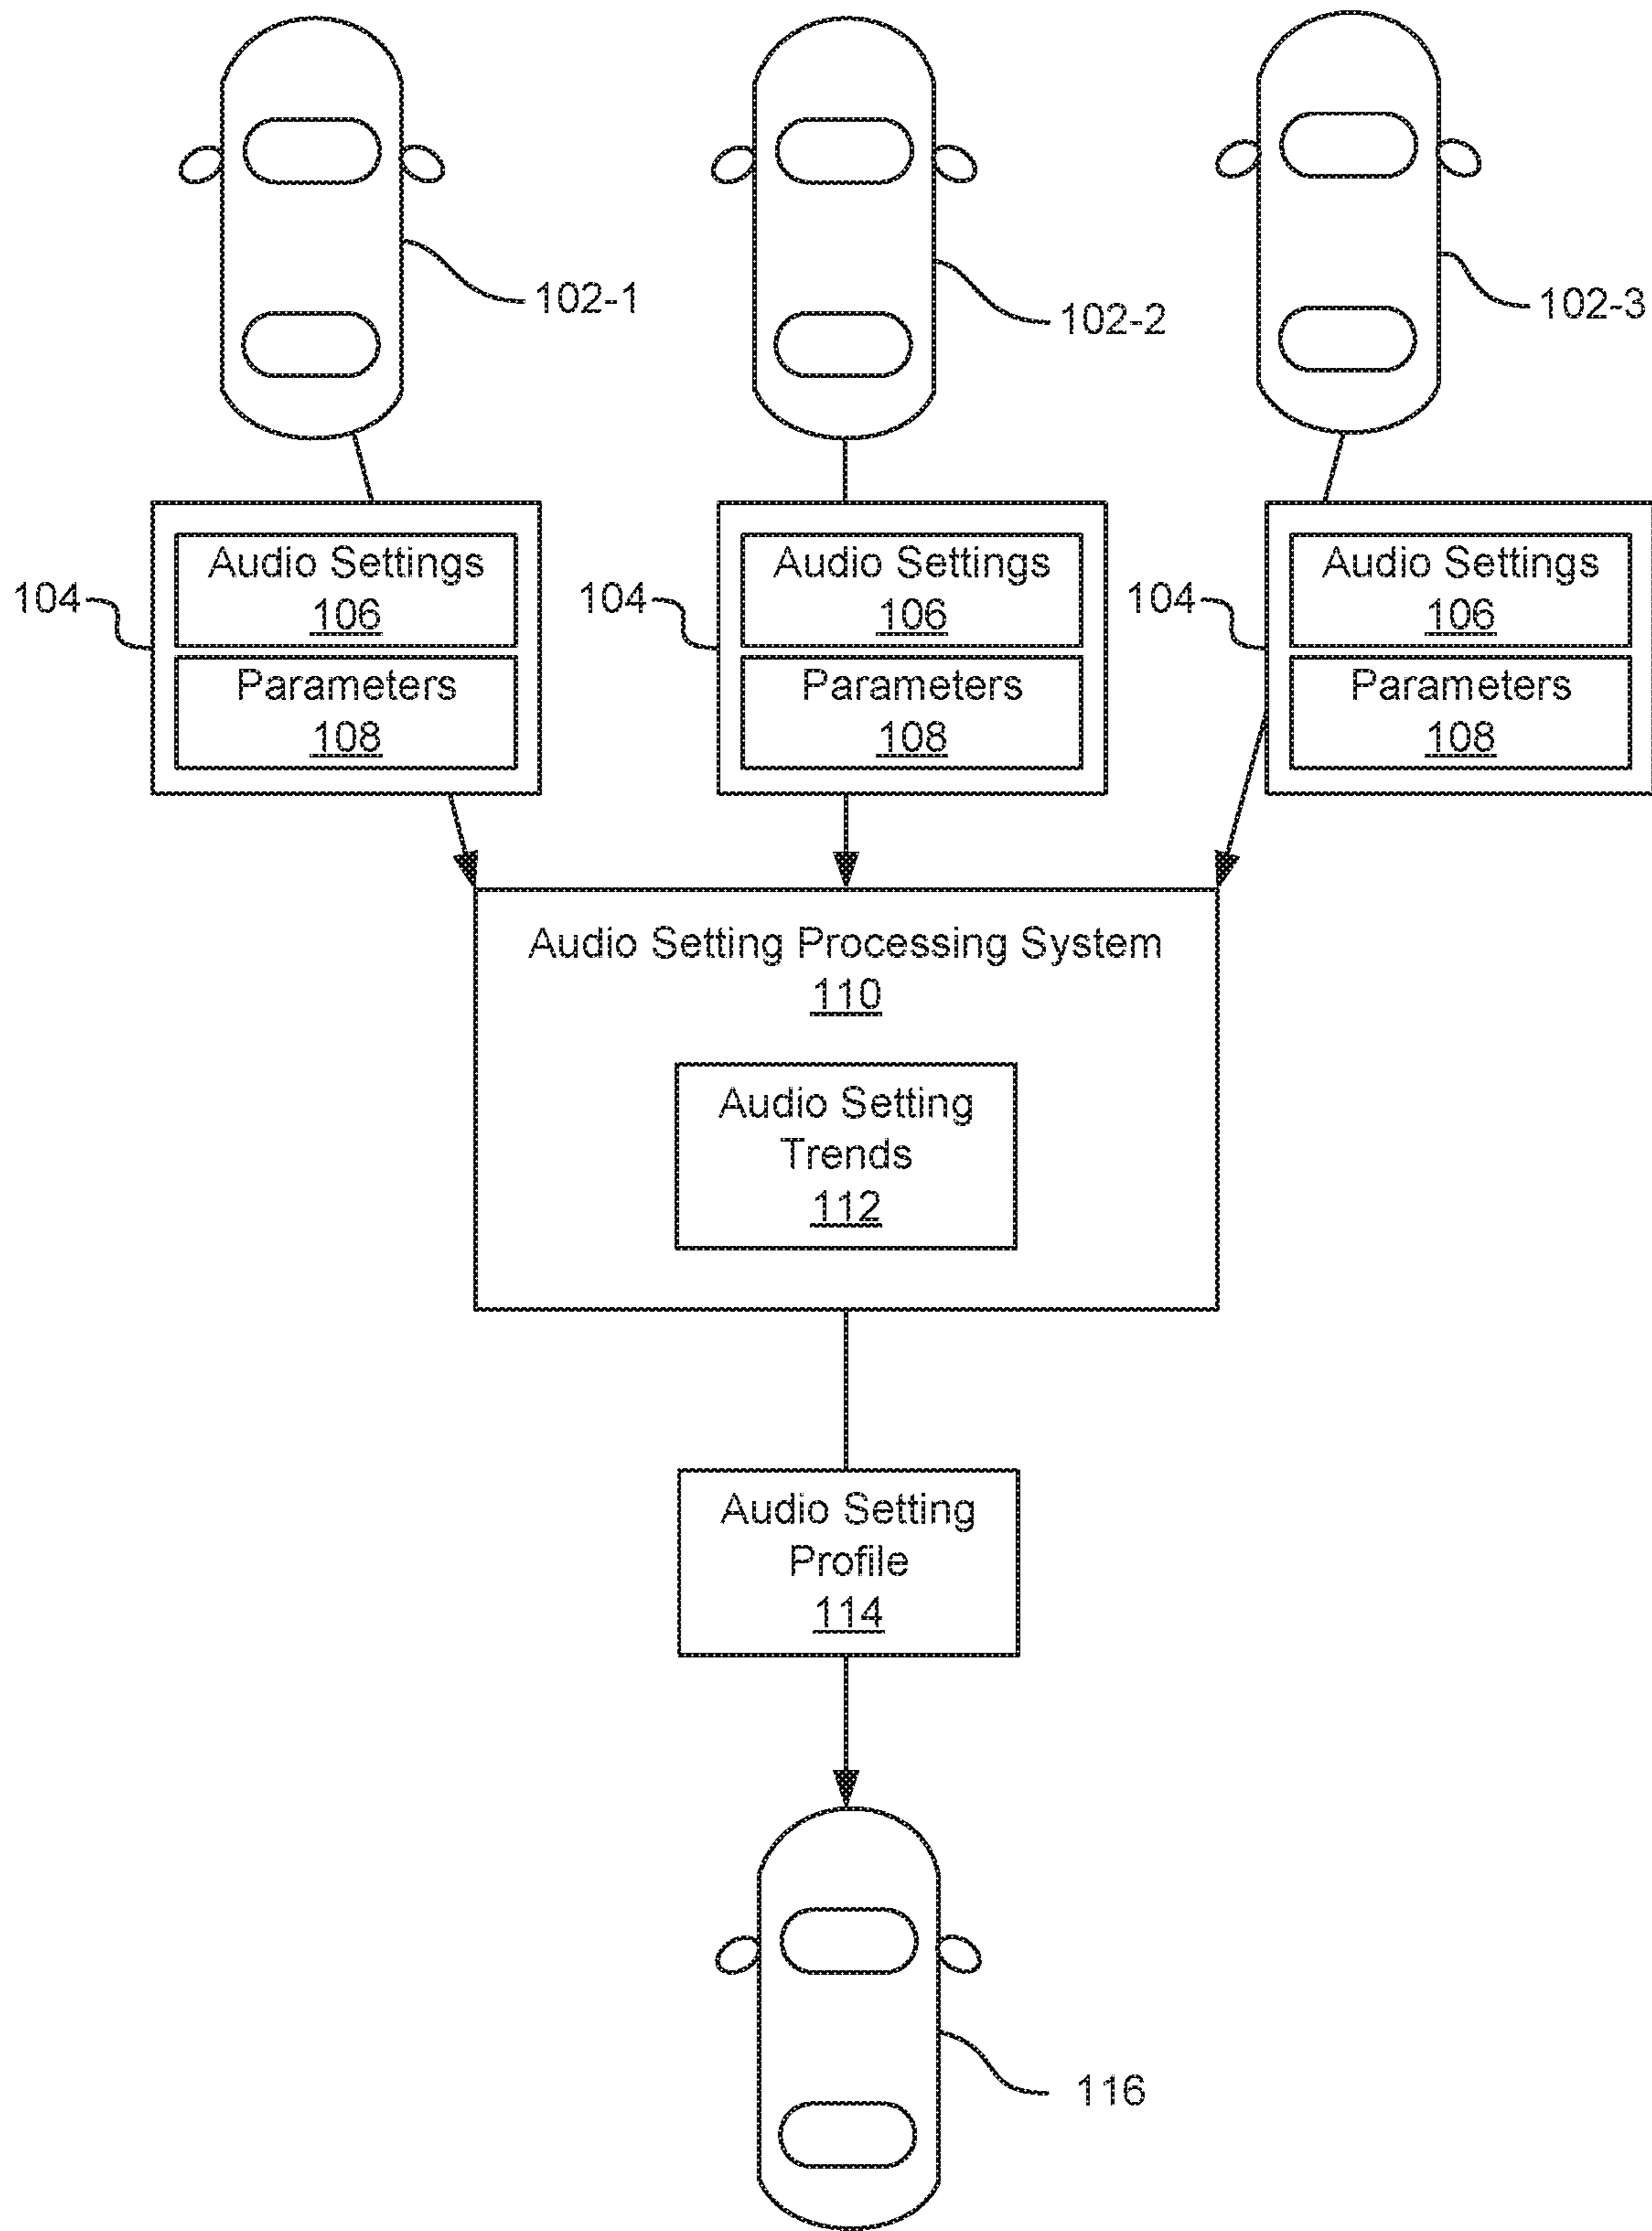 102-1
102-2
102-3
104
Audio Settings
106
Parameters
108
104
Audio Settings
106
Parameters
108
104
Audio Settings
106
Parameters
108
Audio Setting Processing System
110
Audio Setting
Trends
112
Audio Setting
Profile
114
116